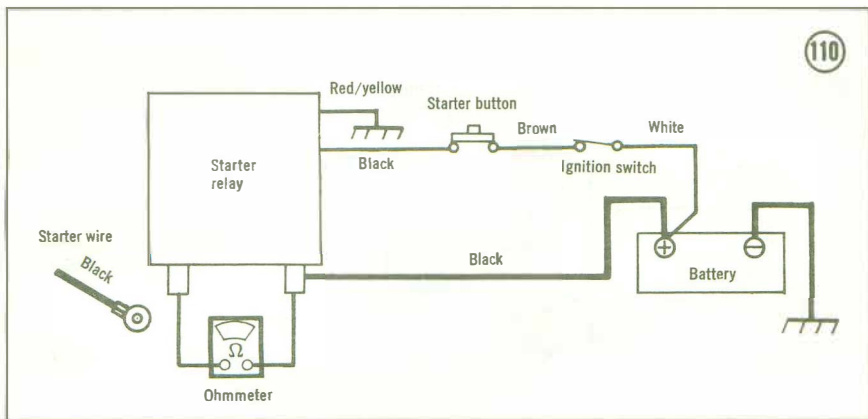 110
Red/yellow
Starter button
Brown
White
Starter
relay
Black
Ignition switch
Starter wire
Black
Black
+
−
Battery
Ω
Ohmmeter